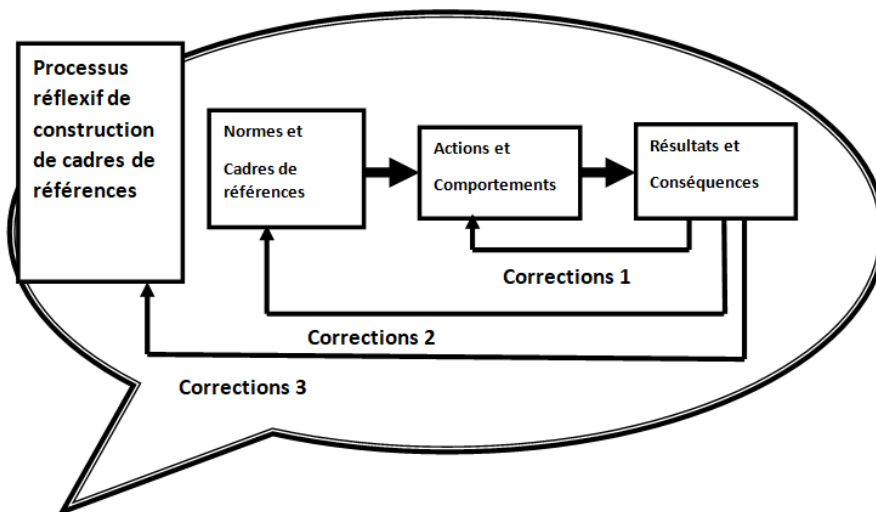 Processus
réflexif de
construction
de cadres de
références
Normes et
Cadres de
références
Actions et
Comportements
Résultats et
Conséquences
Corrections 1
Corrections 2
Corrections 3